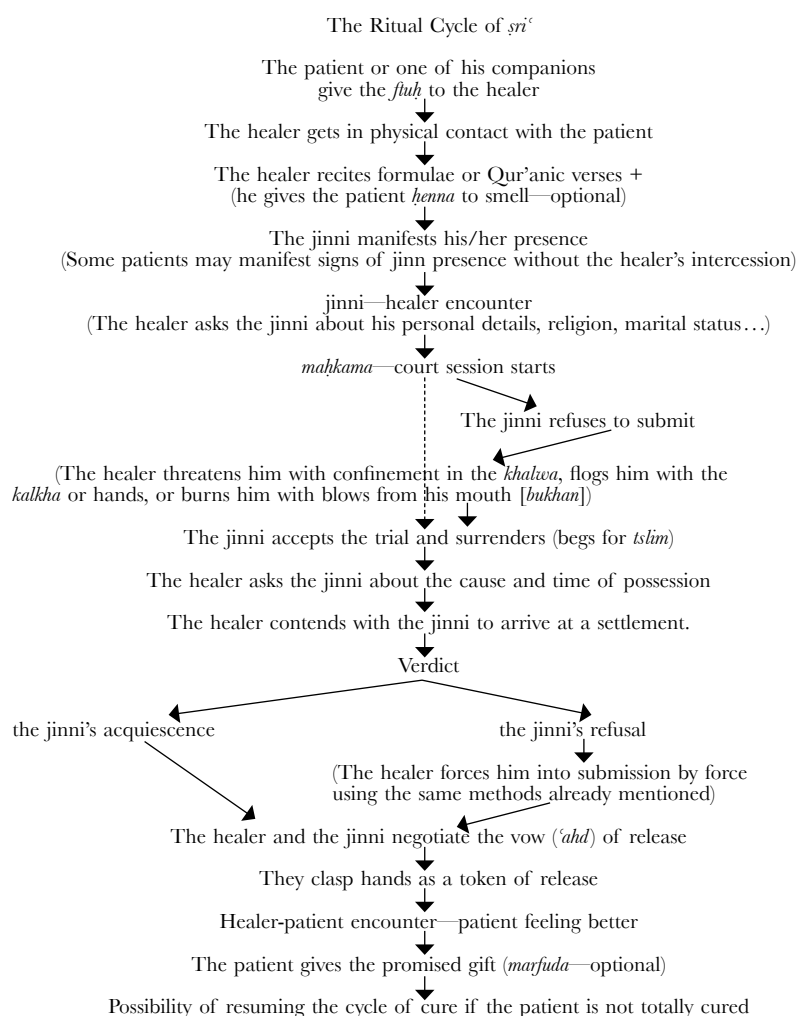 The Ritual Cycle of ṣriʿ
The patient or one of his companions
give the ftuḥ to the healer
The healer gets in physical contact with the patient
The healer recites formulae or Qur’anic verses +
(he gives the patient ḥenna to smell—optional)
The jinni manifests his/her presence
(Some patients may manifest signs of jinn presence without the healer’s intercession)
jinni—healer encounter
(The healer asks the jinni about his personal details, religion, marital status…)
maḥkama—court session starts
The jinni refuses to submit
(The healer threatens him with confinement in the khalwa, flogs him with the
kalkha or hands, or burns him with blows from his mouth [bukhan])
The jinni accepts the trial and surrenders (begs for tslim)
The healer asks the jinni about the cause and time of possession
The healer contends with the jinni to arrive at a settlement.
Verdict
the jinni’s acquiescence
the jinni’s refusal
(The healer forces him into submission by force
using the same methods already mentioned)
The healer and the jinni negotiate the vow (ʿahd) of release
They clasp hands as a token of release
Healer-patient encounter—patient feeling better
The patient gives the promised gift (marfuda—optional)
Possibility of resuming the cycle of cure if the patient is not totally cured